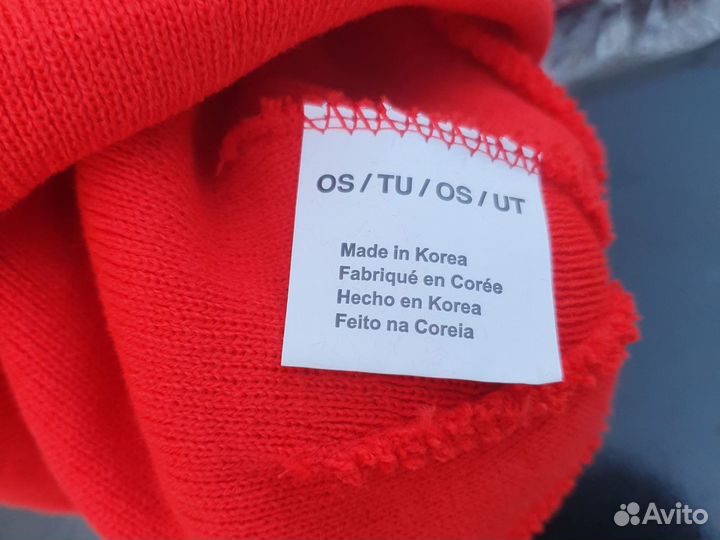 OS / TU / OS / UT
Made in Korea
Fabriqué en Corée
Hecho en Korea
Feito na Coreia
Avito